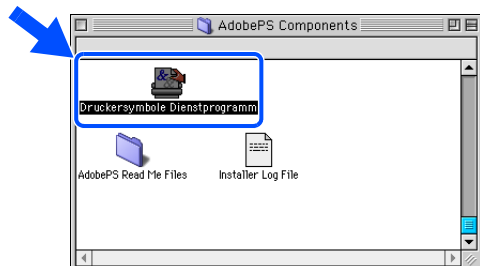 AdobePS Components
Druckersymbole Dienstprogramm
AdobePS Read Me Files
Installer Log File